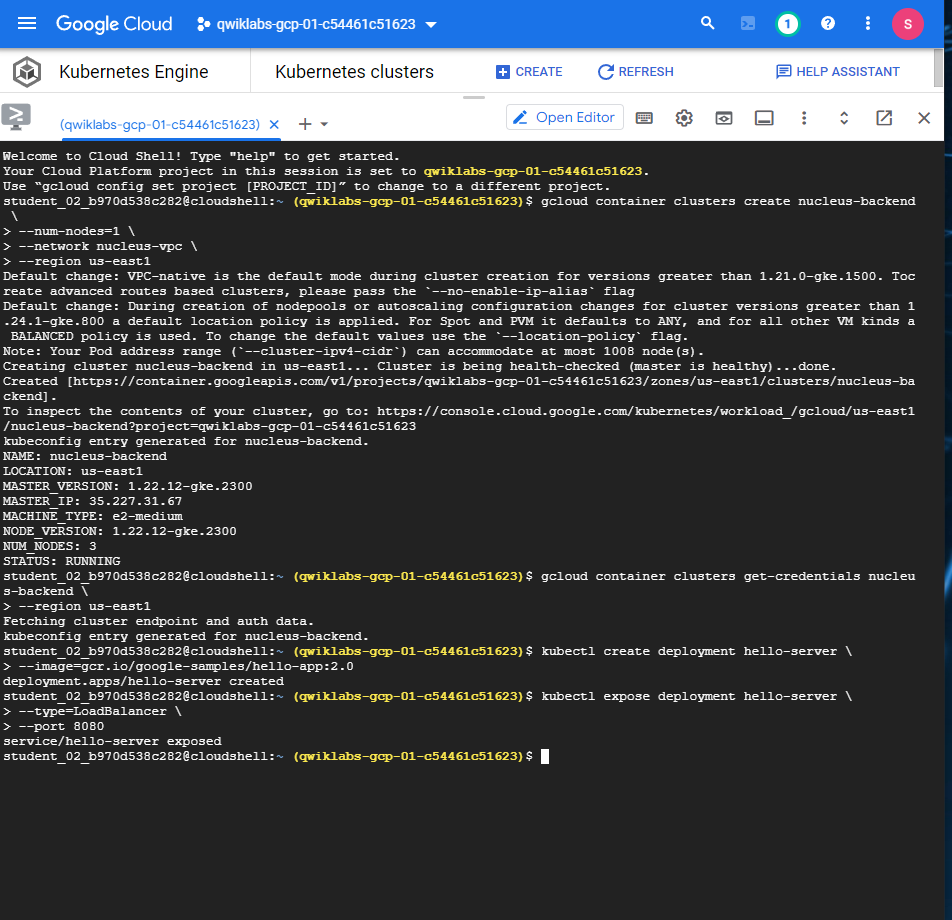 Google Cloud qwiklabs-gcp-01-c54461c51623 1 ? S
Kubernetes Engine Kubernetes clusters CREATE REFRESH HELP ASSISTANT
(qwiklabs-gcp-01-c54461c51623) Open Editor
Welcome to Cloud Shell! Type "help" to get started.
Your Cloud Platform project in this session is set to qwiklabs-gcp-01-c54461c51623.
Use “gcloud config set project [PROJECT_ID]” to change to a different project.
student_02_b970d538c282@cloudshell:~ (qwiklabs-gcp-01-c54461c51623)$ gcloud container clusters create nucleus-backend
 \
> --num-nodes=1 \
> --network nucleus-vpc \
> --region us-east1
Default change: VPC-native is the default mode during cluster creation for versions greater than 1.21.0-gke.1500. Toc
reate advanced routes based clusters, please pass the `--no-enable-ip-alias` flag
Default change: During creation of nodepools or autoscaling configuration changes for cluster versions greater than 1
.24.1-gke.800 a default location policy is applied. For Spot and PVM it defaults to ANY, and for all other VM kinds a
 BALANCED policy is used. To change the default values use the `--location-policy` flag.
Note: Your Pod address range (`--cluster-ipv4-cidr`) can accommodate at most 1008 node(s).
Creating cluster nucleus-backend in us-east1... Cluster is being health-checked (master is healthy)...done.
Created [https://container.googleapis.com/v1/projects/qwiklabs-gcp-01-c54461c51623/zones/us-east1/clusters/nucleus-ba
ckend].
To inspect the contents of your cluster, go to: https://console.cloud.google.com/kubernetes/workload_/gcloud/us-east1
/nucleus-backend?project=qwiklabs-gcp-01-c54461c51623
kubeconfig entry generated for nucleus-backend.
NAME: nucleus-backend
LOCATION: us-east1
MASTER_VERSION: 1.22.12-gke.2300
MASTER_IP: 35.227.31.67
MACHINE_TYPE: e2-medium
NODE_VERSION: 1.22.12-gke.2300
NUM_NODES: 3
STATUS: RUNNING
student_02_b970d538c282@cloudshell:~ (qwiklabs-gcp-01-c54461c51623)$ gcloud container clusters get-credentials nucleu
s-backend \
> --region us-east1
Fetching cluster endpoint and auth data.
kubeconfig entry generated for nucleus-backend.
student_02_b970d538c282@cloudshell:~ (qwiklabs-gcp-01-c54461c51623)$ kubectl create deployment hello-server \
> --image=gcr.io/google-samples/hello-app:2.0
deployment.apps/hello-server created
student_02_b970d538c282@cloudshell:~ (qwiklabs-gcp-01-c54461c51623)$ kubectl expose deployment hello-server \
> --type=LoadBalancer \
> --port 8080
service/hello-server exposed
student_02_b970d538c282@cloudshell:~ (qwiklabs-gcp-01-c54461c51623)$